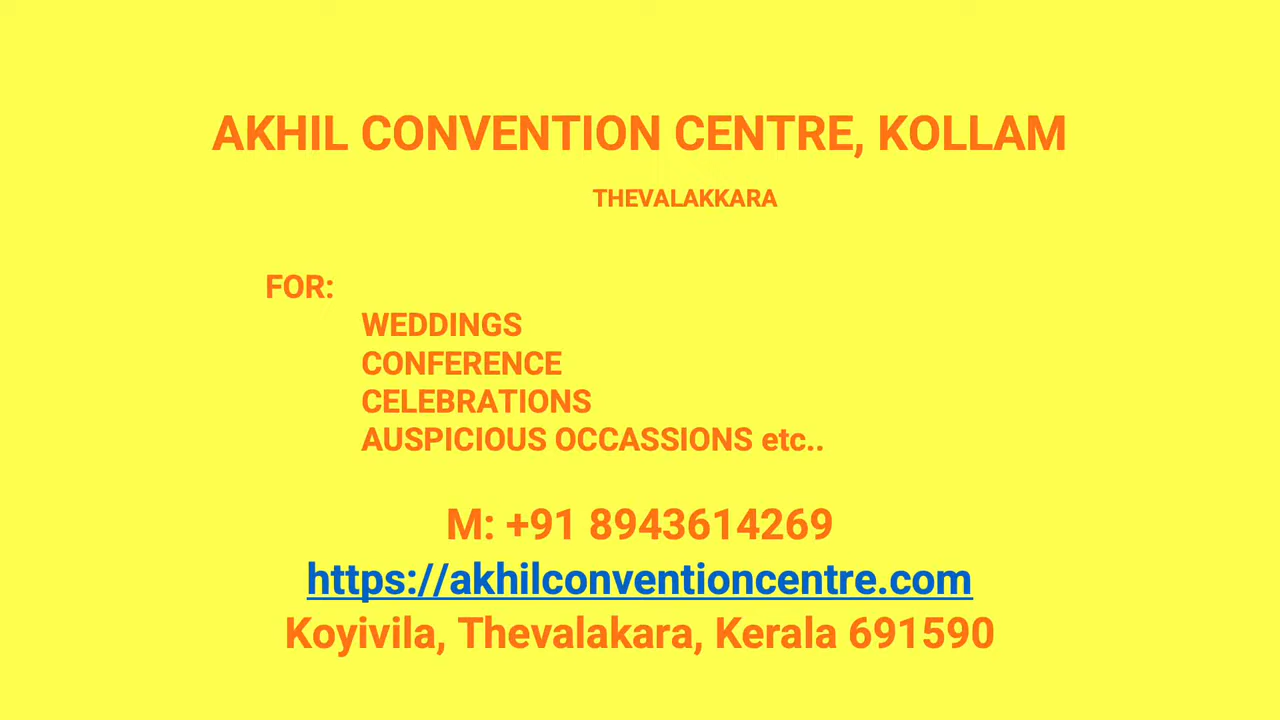 AKHIL CONVENTION CENTRE, KOLLAM
THEVALAKKARA
FOR:
WEDDINGS
CONFERENCE
CELEBRATIONS
AUSPICIOUS OCCASSIONS etc..
M: +91 8943614269
https://akhilconventioncentre.com
Koyivila, Thevalakara, Kerala 691590